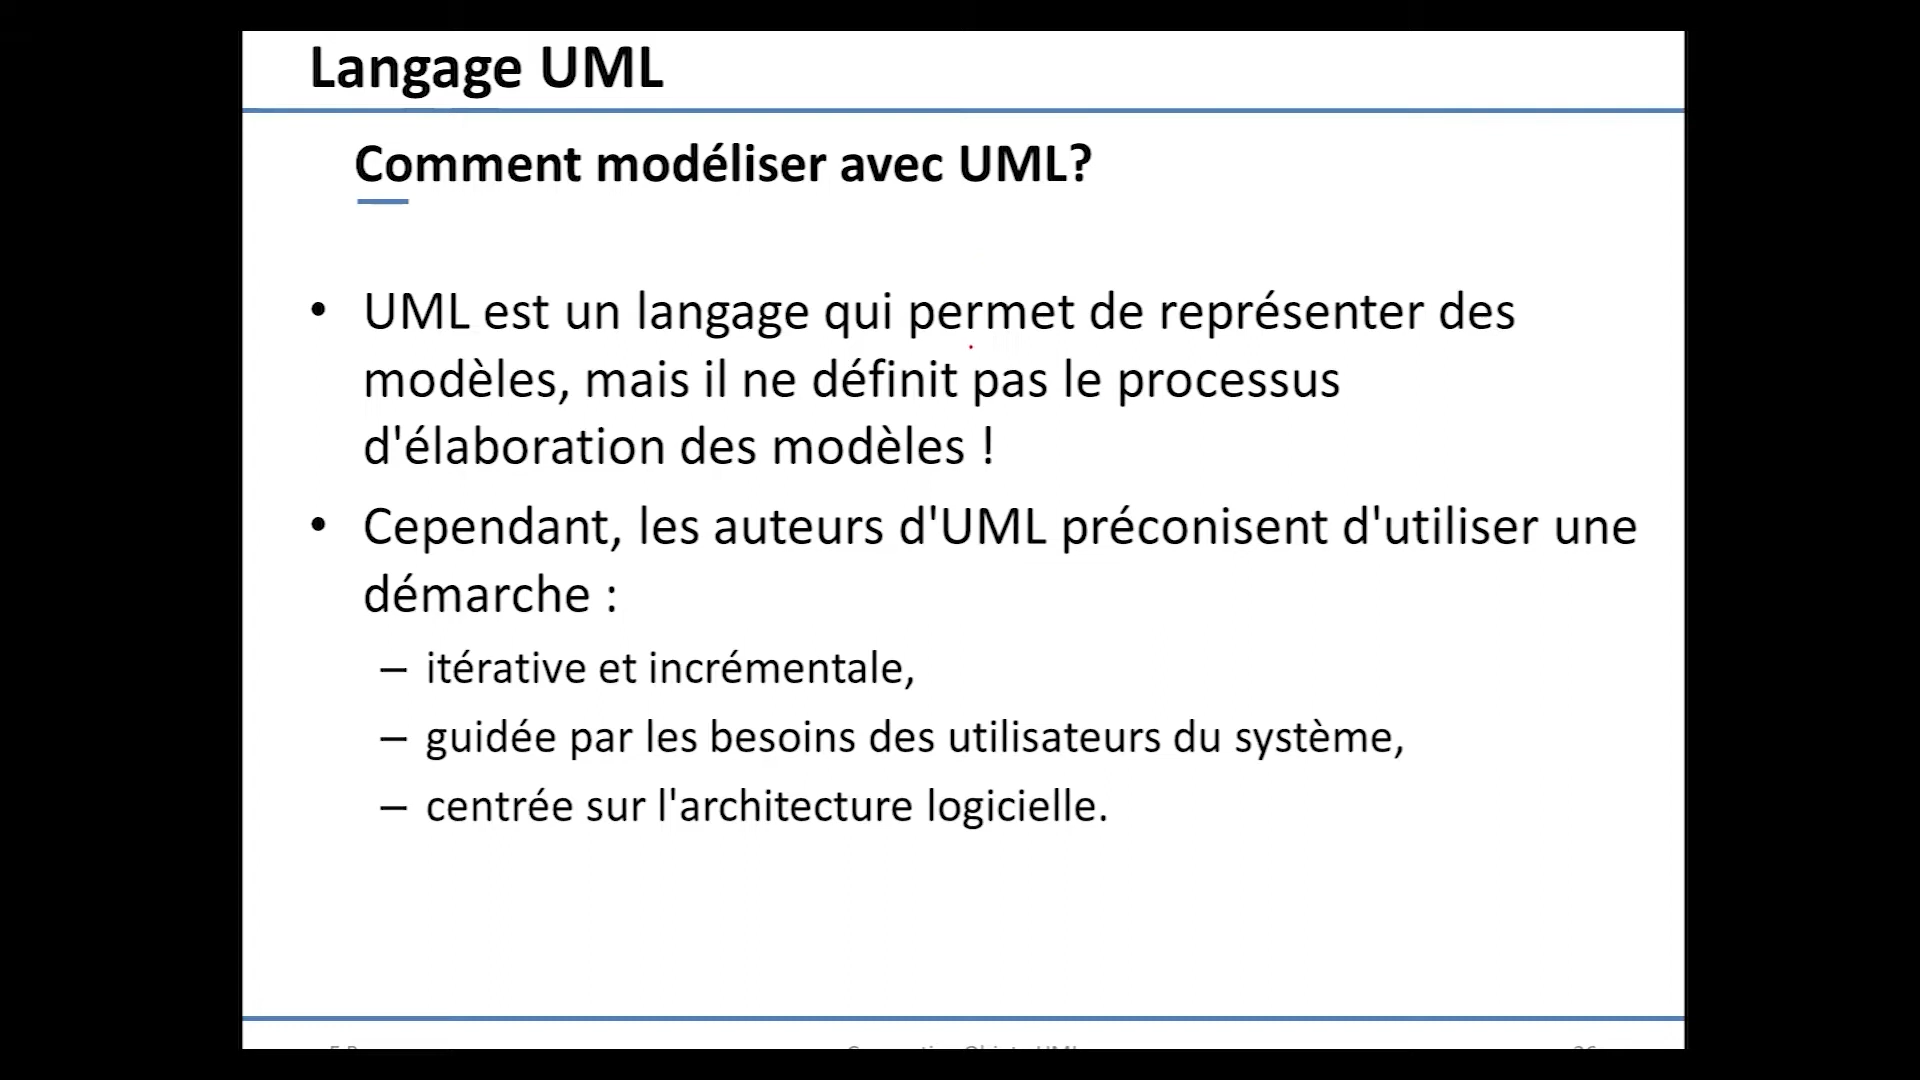 Langage UML
Comment modéliser avec UML?
• UML est un langage qui permet de représenter des
modèles, mais il ne définit pas le processus
d'élaboration des modèles !
• Cependant, les auteurs d'UML préconisent d'utiliser une
démarche :
– itérative et incrémentale,
– guidée par les besoins des utilisateurs du système,
– centrée sur l'architecture logicielle.